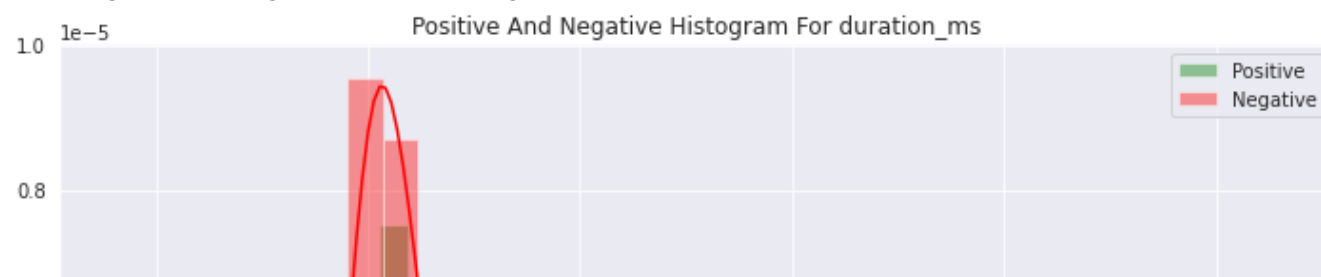 Positive And Negative Histogram For duration_ms
1e−5
1.0
Positive
Negative
0.8